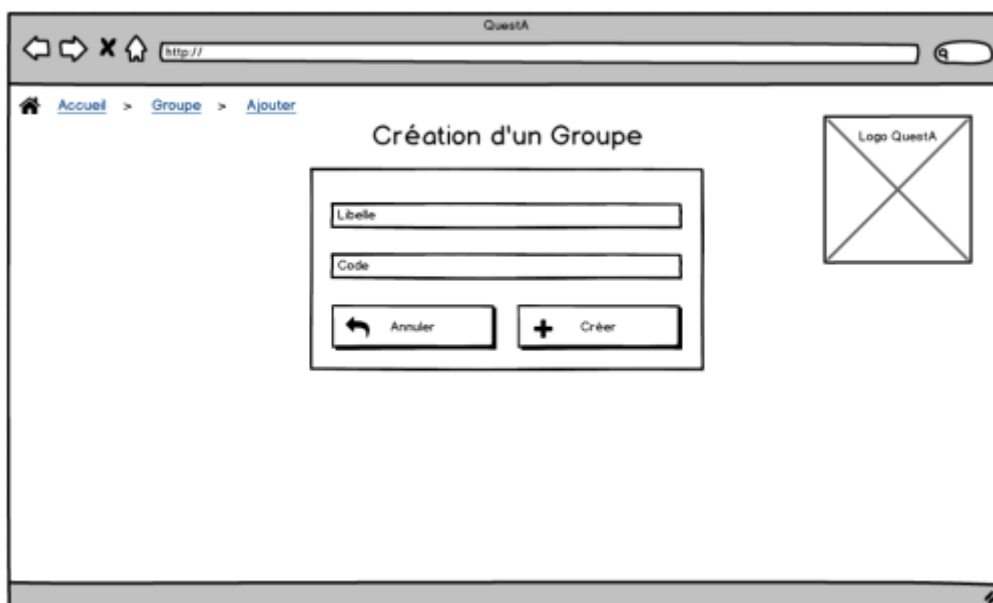 QuestA
http://
Accueil > Groupe > Ajouter
Création d'un Groupe
Logo QuestA
Libelle
Code
Annuler
Créer